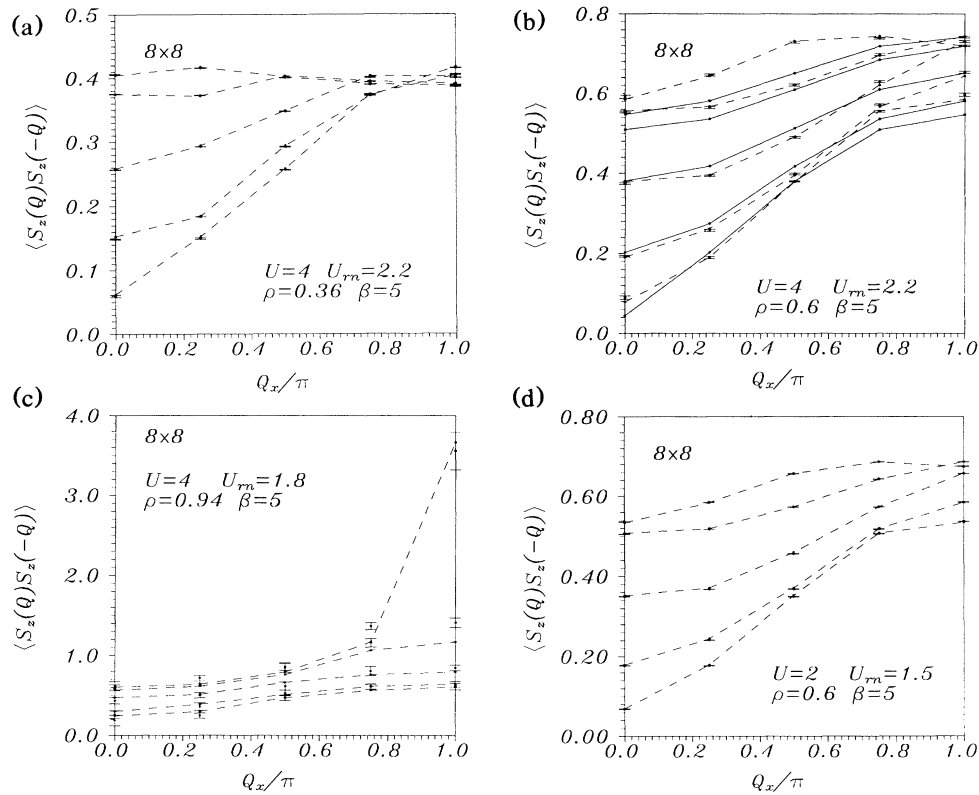 (a)
8×8
⟨S_z(Q)S_z(-Q)⟩
0.5
0.4
0.3
0.2
0.1
0.0
U=4 U_rn=2.2
ρ=0.36 β=5
0.0 0.2 0.4 0.6 0.8 1.0
Q_x/π
(b)
8×8
⟨S_z(Q)S_z(-Q)⟩
0.8
0.6
0.4
0.2
0.0
U=4 U_rn=2.2
ρ=0.6 β=5
0.0 0.2 0.4 0.6 0.8 1.0
Q_x/π
(c)
8×8
U=4 U_rn=1.8
ρ=0.94 β=5
⟨S_z(Q)S_z(-Q)⟩
4.0
3.0
2.0
1.0
0.0
0.0 0.2 0.4 0.6 0.8 1.0
Q_x/π
(d)
8×8
⟨S_z(Q)S_z(-Q)⟩
0.80
0.60
0.40
0.20
0.00
U=2 U_rn=1.5
ρ=0.6 β=5
0.0 0.2 0.4 0.6 0.8 1.0
Q_x/π